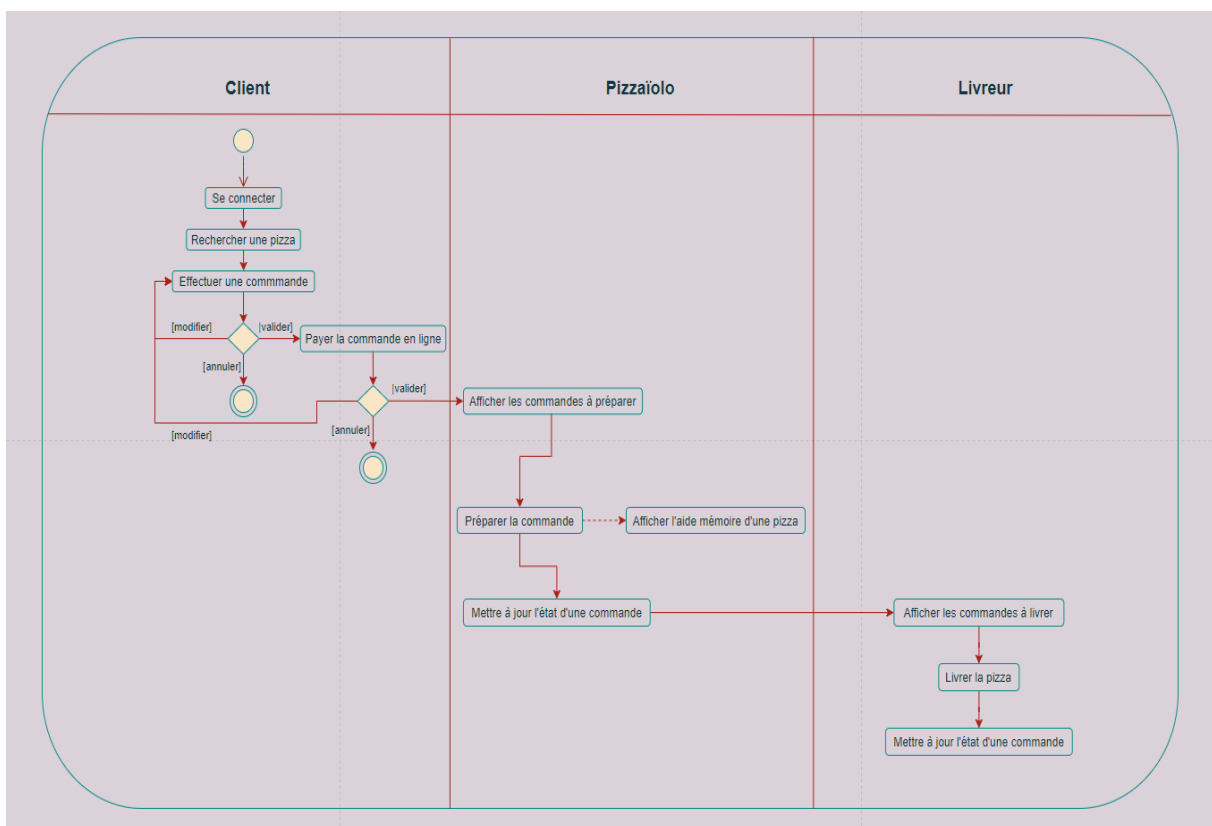 Client
Pizzaïolo
Livreur
Se connecter
Rechercher une pizza
Effectuer une commmande
[modifier]
|valider]
Payer la commande en ligne
[annuler]
|valider]
Afficher les commandes à préparer
[modifier]
[annuler]
Préparer la commande
Afficher l'aide mémoire d'une pizza
Mettre à jour l'état d'une commande
Afficher les commandes à livrer
Livrer la pizza
Mettre à jour l'état d'une commande